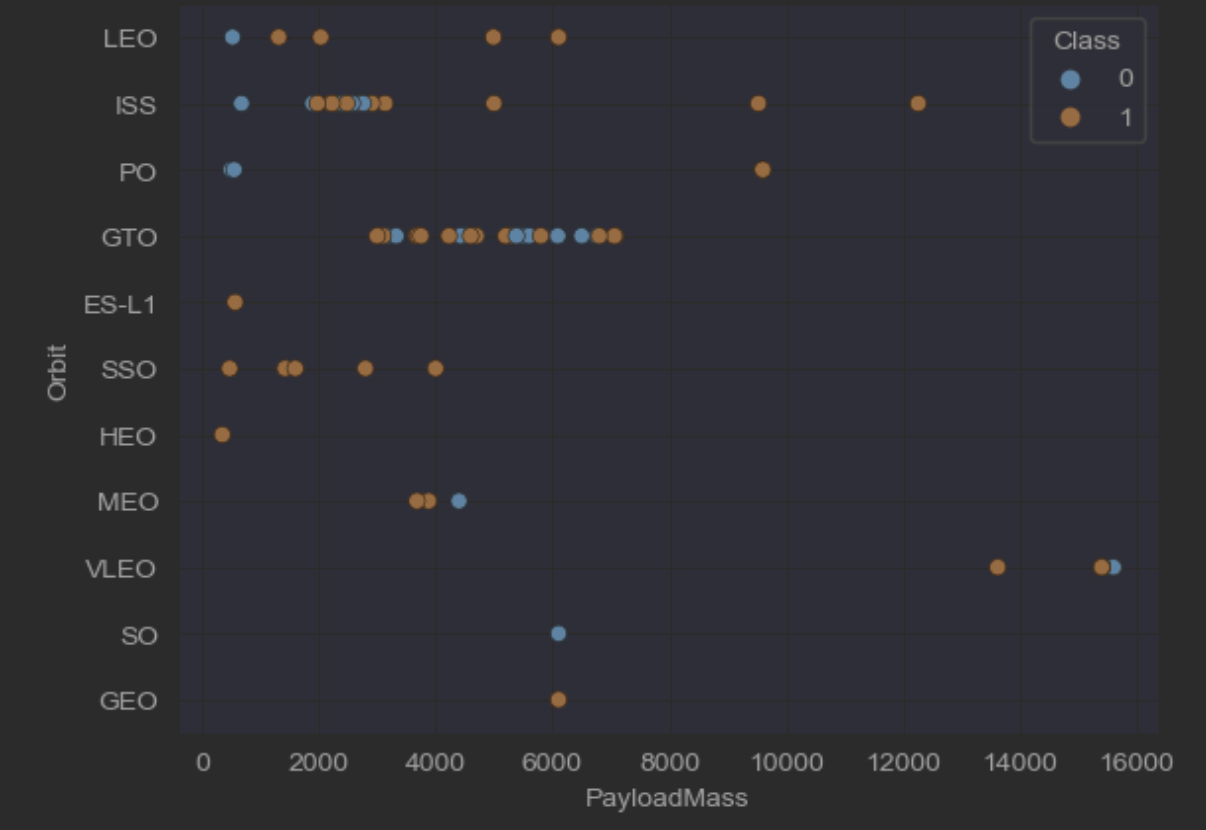 Class
0
1
LEO
ISS
PO
GTO
ES-L1
SSO
HEO
MEO
VLEO
SO
GEO
Orbit
0 2000 4000 6000 8000 10000 12000 14000 16000
PayloadMass